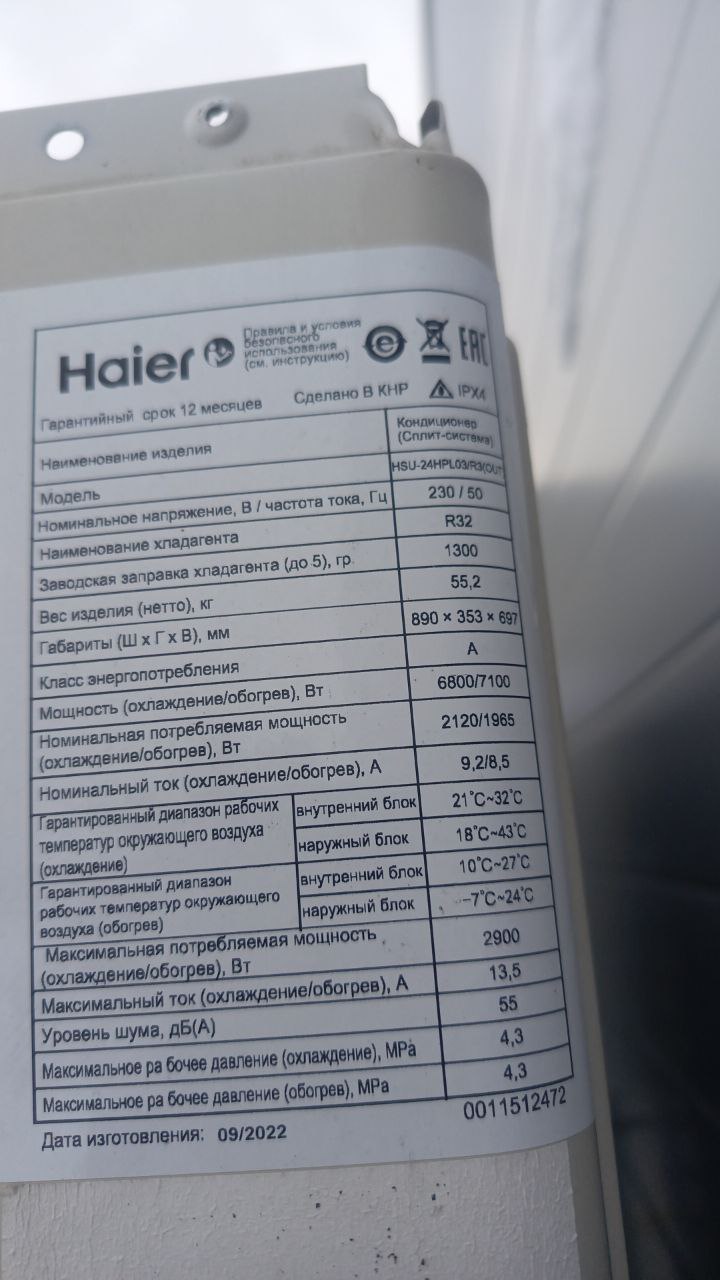 Haier
Правила и условия
безопасного
использования
(см. инструкцию)
EAC
Гарантийный срок 12 месяцев
Сделано В КНР
IPX4
Наименование изделия
Кондиционер
(Сплит-система)
Модель
HSU-24HPL03/R3(OUT
Номинальное напряжение, В / частота тока, Гц
230 / 50
Наименование хладагента
R32
Заводская заправка хладагента (до 5), гр.
1300
Вес изделия (нетто), кг
55,2
Габариты (Ш х Г х В), мм
890 × 353 × 697
Класс энергопотребления
A
Мощность (охлаждение/обогрев), Вт
6800/7100
Номинальная потребляемая мощность
(охлаждение/обогрев), Вт
2120/1965
Номинальный ток (охлаждение/обогрев), А
9,2/8,5
Гарантированный диапазон рабочих
температур окружающего воздуха
(охлаждение)
внутренний блок
21°C~32°C
наружный блок
18°C~43°C
Гарантированный диапазон
рабочих температур окружающего
воздуха (обогрев)
внутренний блок
10°C~27°C
наружный блок
-7°C~24°C
Максимальная потребляемая мощность
(охлаждение/обогрев), Вт
2900
Максимальный ток (охлаждение/обогрев), А
13,5
Уровень шума, дБ(А)
55
Максимальное ра бочее давление (охлаждение), МРа
4,3
Максимальное ра бочее давление (обогрев), МРа
4,3
0011512472
Дата изготовления: 09/2022